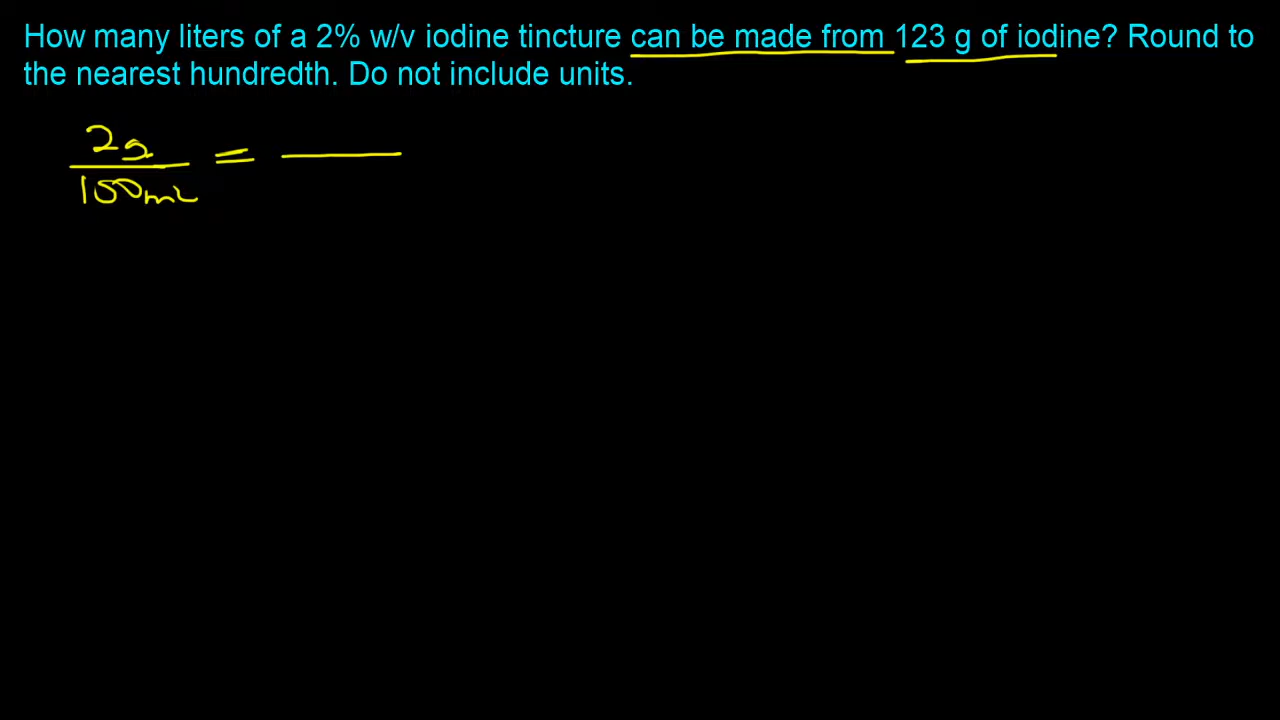 How many liters of a 2% w/v iodine tincture can be made from 123 g of iodine? Round to
the nearest hundredth. Do not include units.
2g =
100mL